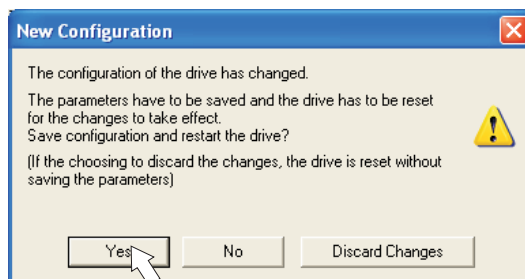 New Configuration
The configuration of the drive has changed.
The parameters have to be saved and the drive has to be reset
for the changes to take effect.
Save configuration and restart the drive?
(If the choosing to discard the changes, the drive is reset without
saving the parameters)
Yes No Discard Changes